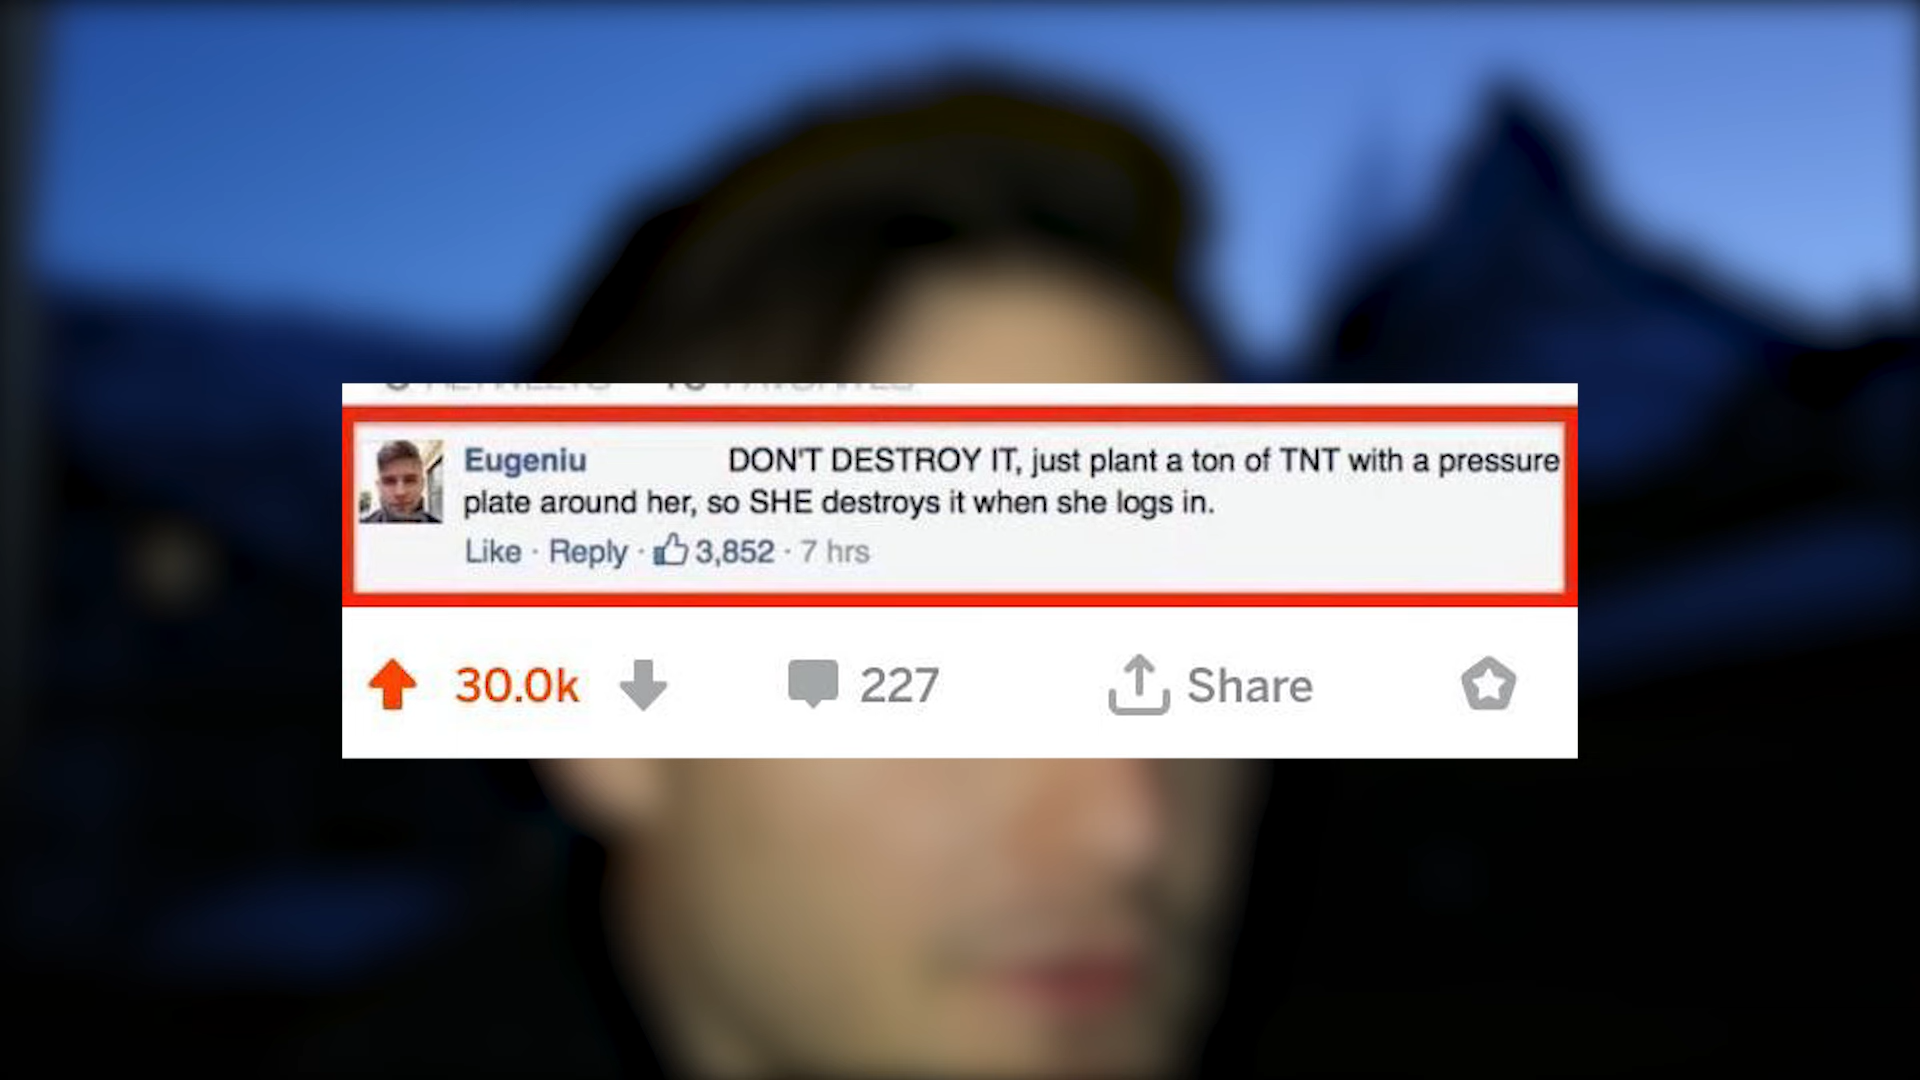 Eugeniu DON'T DESTROY IT, just plant a ton of TNT with a pressure
plate around her, so SHE destroys it when she logs in.
Like · Reply · 3,852 · 7 hrs
30.0k 227 Share